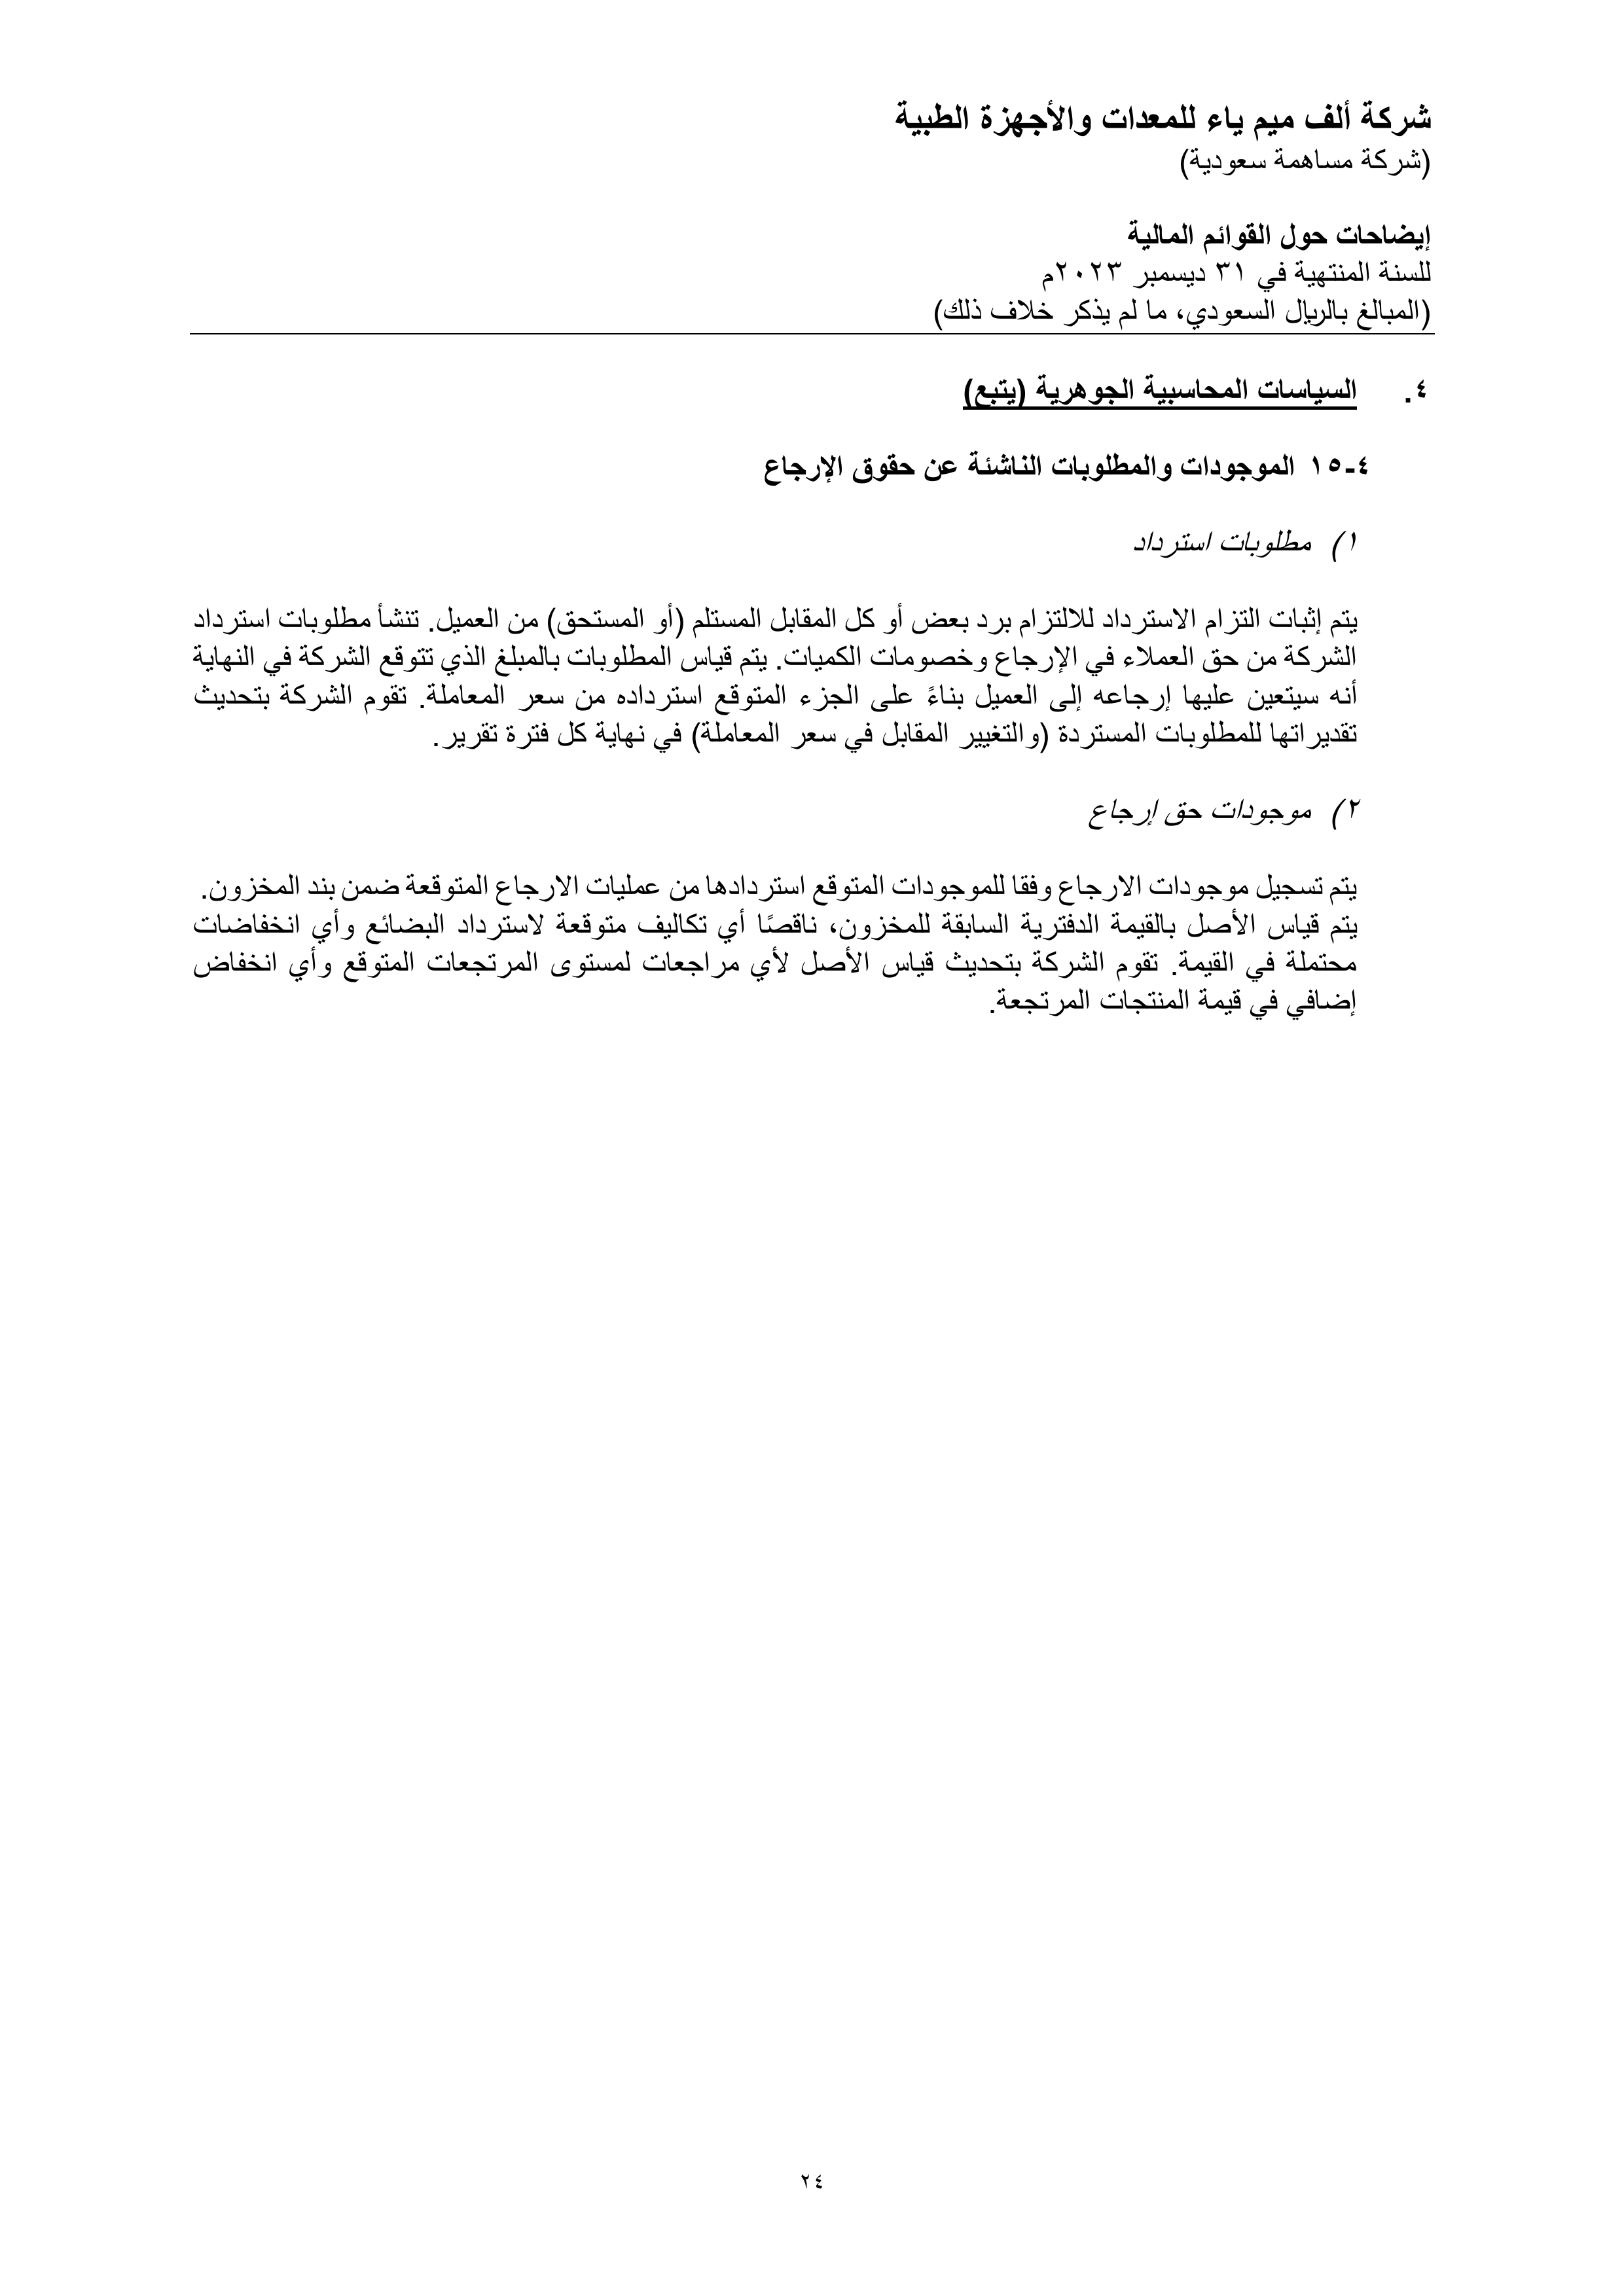 شركة ألف ميم ياء للمعدات والأجهزة الطبية
(شركة مساهمة سعودية)
إيضاحات حول القوائم المالية
للسنة المنتهية في ٣١ ديسمبر ٢٠٢٣م
(المبالغ بالريال السعودي، ما لم يذكر خلاف ذلك)
٤. السياسات المحاسبية الجوهرية (يتبع)
٤-١٥ الموجودات والمطلوبات الناشئة عن حقوق الإرجاع
١) مطلوبات استرداد
يتم إثبات التزام الاسترداد للالتزام برد بعض أو كل المقابل المستلم (أو المستحق) من العميل. تنشأ مطلوبات استرداد
الشركة من حق العملاء في الإرجاع وخصومات الكميات. يتم قياس المطلوبات بالمبلغ الذي تتوقع الشركة في النهاية
أنه سيتعين عليها إرجاعه إلى العميل بناءً على الجزء المتوقع استرداده من سعر المعاملة. تقوم الشركة بتحديث
تقديراتها للمطلوبات المستردة (والتغيير المقابل في سعر المعاملة) في نهاية كل فترة تقرير.
٢) موجودات حق إرجاع
يتم تسجيل موجودات الارجاع وفقا للموجودات المتوقع استردادها من عمليات الارجاع المتوقعة ضمن بند المخزون.
يتم قياس الأصل بالقيمة الدفترية السابقة للمخزون، ناقصًا أي تكاليف متوقعة لاسترداد البضائع وأي انخفاضات
محتملة في القيمة. تقوم الشركة بتحديث قياس الأصل لأي مراجعات لمستوى المرتجعات المتوقع وأي انخفاض
إضافي في قيمة المنتجات المرتجعة.
٢٤